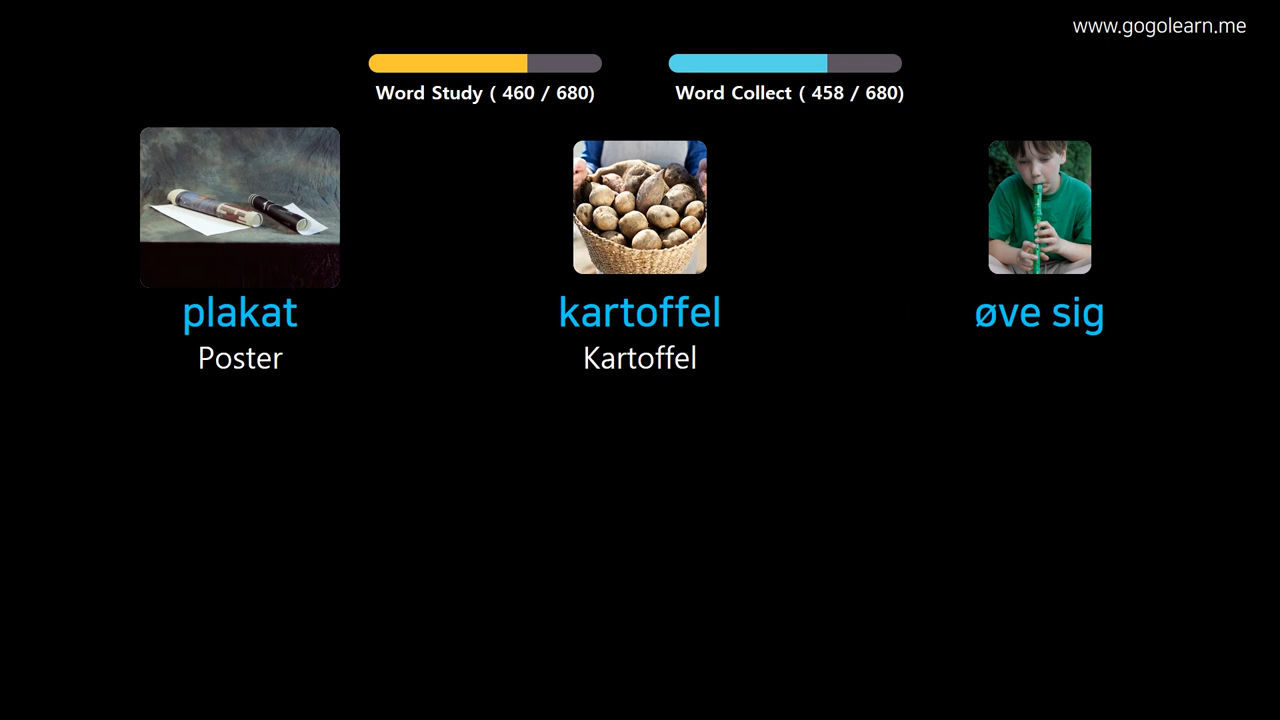 www.gogolearn.me
Word Study ( 460 / 680)
Word Collect ( 458 / 680)
plakat
Poster
kartoffel
Kartoffel
øve sig